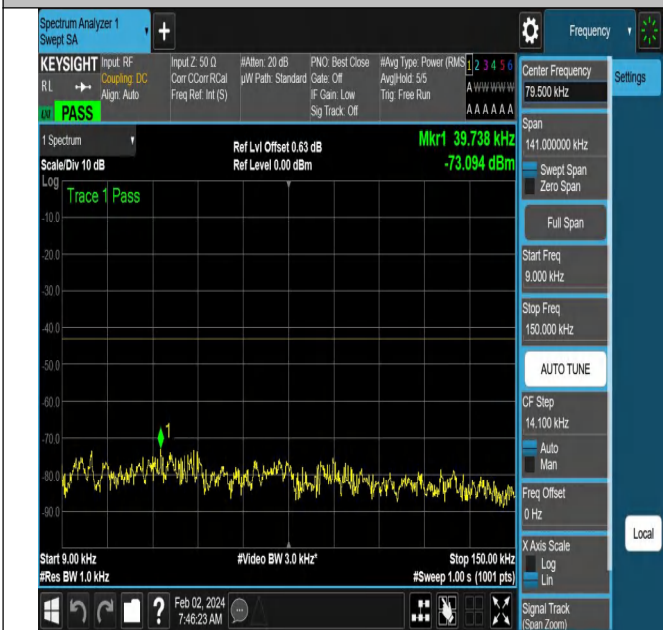 Spectrum Analyzer 1
Swept SA
+
Frequency
KEYSIGHT
RL
Input: RF
Coupling: DC
Align: Auto
Input Z: 50 Ω
Corr CCorr RCal
Freq Ref: Int (S)
#Atten: 20 dB
µW Path: Standard
PNO: Best Close
Gate: Off
IF Gain: Low
Sig Track: Off
#Avg Type: Power (RMS
Avg|Hold: 5/5
Trig: Free Run
1 2 3 4 5 6
A W W W W W
A A A A A A
PASS
1 Spectrum
Scale/Div 10 dB
Ref Lvl Offset 0.63 dB
Ref Level 0.00 dBm
Mkr1 39.738 kHz
-73.094 dBm
Log
Trace 1 Pass
-10.0
-20.0
-30.0
-40.0
-50.0
-60.0
-70.0
-80.0
-90.0
1
Start 9.00 kHz
#Res BW 1.0 kHz
#Video BW 3.0 kHz*
Stop 150.00 kHz
#Sweep 1.00 s (1001 pts)
?
Feb 02, 2024
7:46:23 AM
Center Frequency
79.500 kHz
Settings
Span
141.000000 kHz
Swept Span
Zero Span
Full Span
Start Freq
9.000 kHz
Stop Freq
150.000 kHz
AUTO TUNE
CF Step
14.100 kHz
Auto
Man
Freq Offset
0 Hz
X Axis Scale
Log
Lin
Signal Track
(Span Zoom)
Local